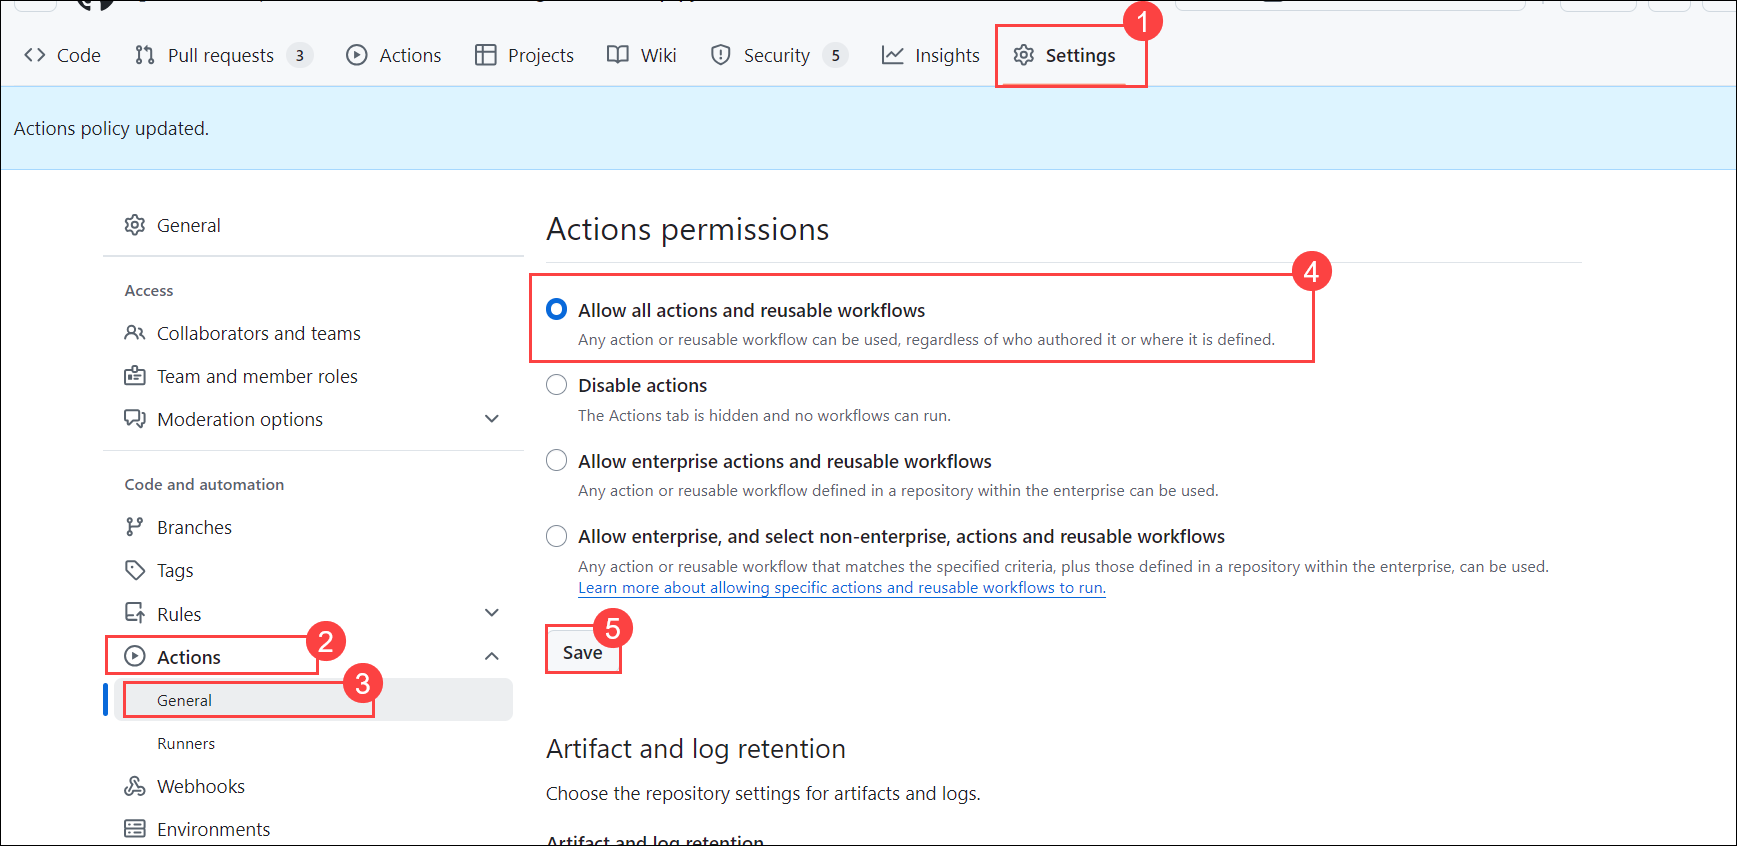 Code Pull requests 3 Actions Projects Wiki Security 5 Insights Settings 1
Actions policy updated.
General
Access
Collaborators and teams
Team and member roles
Moderation options
Code and automation
Branches
Tags
Rules
Actions 2
General 3
Runners
Webhooks
Environments
Actions permissions
4
Allow all actions and reusable workflows
Any action or reusable workflow can be used, regardless of who authored it or where it is defined.
Disable actions
The Actions tab is hidden and no workflows can run.
Allow enterprise actions and reusable workflows
Any action or reusable workflow defined in a repository within the enterprise can be used.
Allow enterprise, and select non-enterprise, actions and reusable workflows
Any action or reusable workflow that matches the specified criteria, plus those defined in a repository within the enterprise, can be used.
Learn more about allowing specific actions and reusable workflows to run.
Save 5
Artifact and log retention
Choose the repository settings for artifacts and logs.
Artifact and log retention